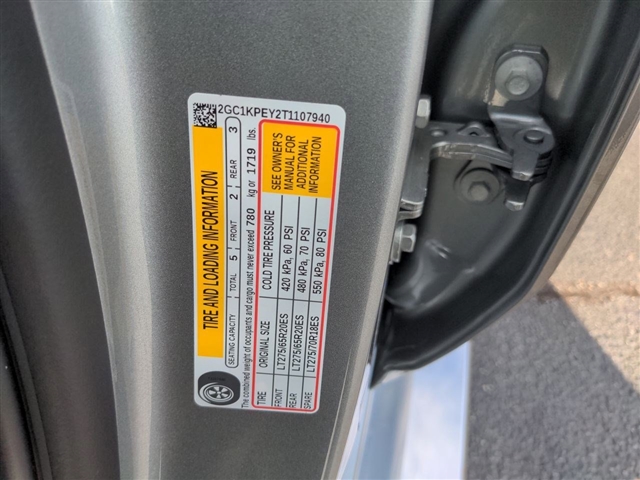 2GC1KPEY2T1107940
TIRE AND LOADING INFORMATION
SEATING CAPACITY TOTAL 5 FRONT 2 REAR 3
The combined weight of occupants and cargo must never exceed 780 kg or 1719 lbs.
TIRE ORIGINAL SIZE COLD TIRE PRESSURE
FRONT LT275/65R20ES 420 kPa, 60 PSI
REAR LT275/65R20ES 480 kPa, 70 PSI
SPARE LT275/70R18ES 550 kPa, 80 PSI
SEE OWNER'S
MANUAL FOR
ADDITIONAL
INFORMATION